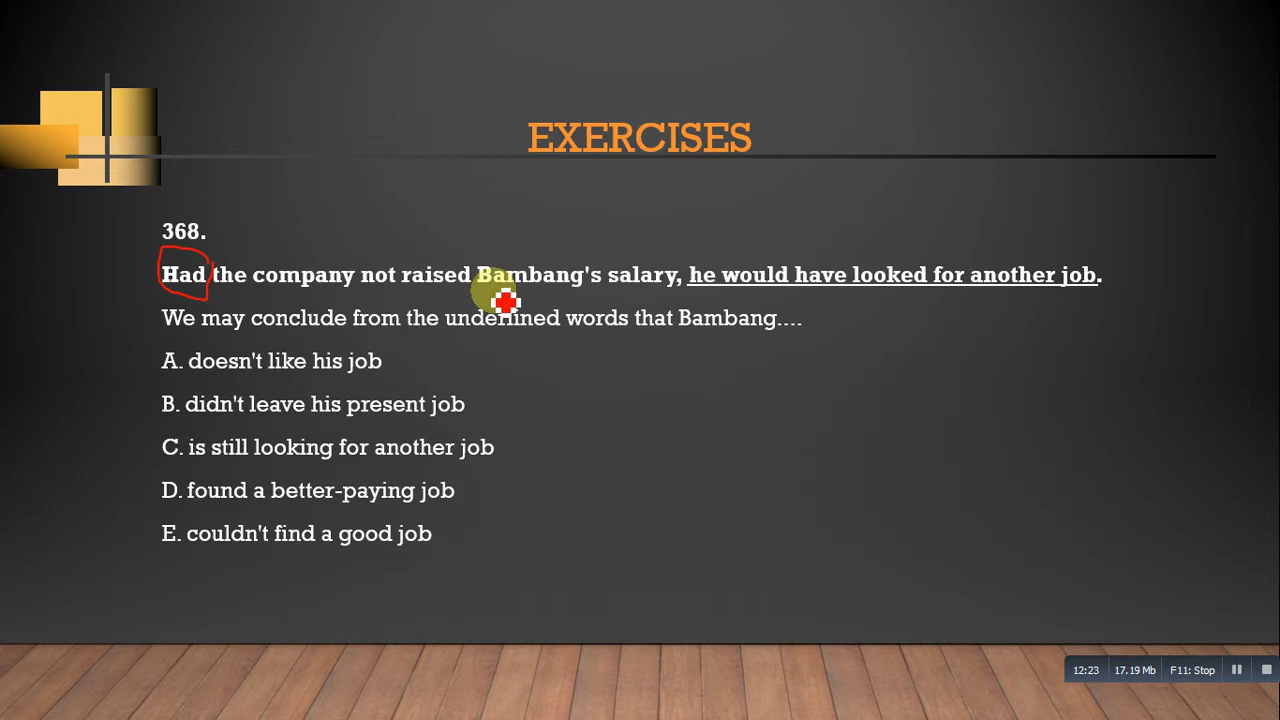 EXERCISES
368.
Had the company not raised Bambang's salary, he would have looked for another job.
We may conclude from the underlined words that Bambang....
A. doesn't like his job
B. didn't leave his present job
C. is still looking for another job
D. found a better-paying job
E. couldn't find a good job
12:23 17.19 Mb F11: Stop